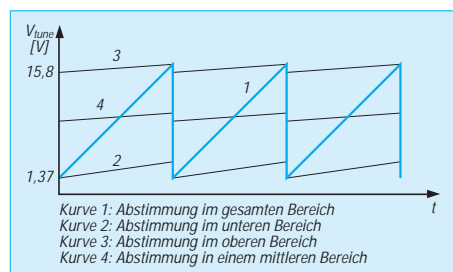 Vtune
[V]
15,8
3
4
1
2
1,37
t
Kurve 1: Abstimmung im gesamten Bereich
Kurve 2: Abstimmung im unteren Bereich
Kurve 3: Abstimmung im oberen Bereich
Kurve 4: Abstimmung in einem mittleren Bereich